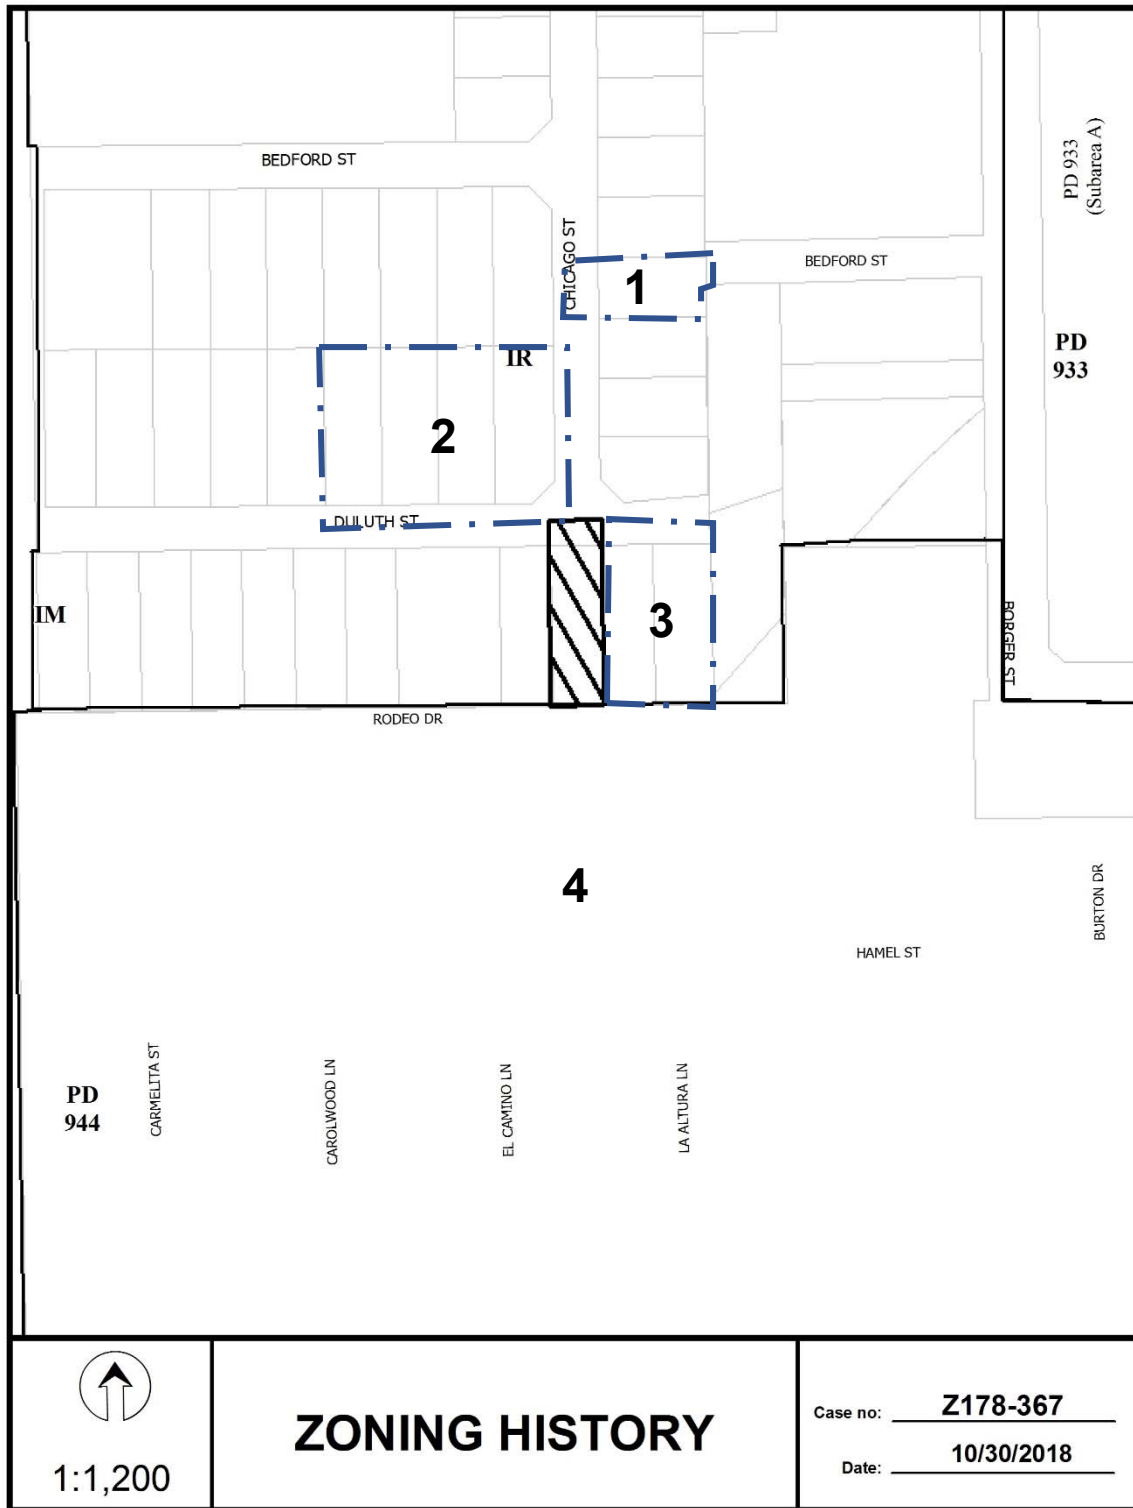 BEDFORD ST
PD 933
(Subarea A)
CHICAGO ST
BEDFORD ST
1
IR
PD
933
2
DULUTH ST
IM
3
BORGER ST
RODEO DR
4
BURTON DR
HAMEL ST
PD
944
CARMELITA ST
CAROLWOOD LN
EL CAMINO LN
LA ALTURA LN
1:1,200
ZONING HISTORY
Case no: Z178-367
Date: 10/30/2018